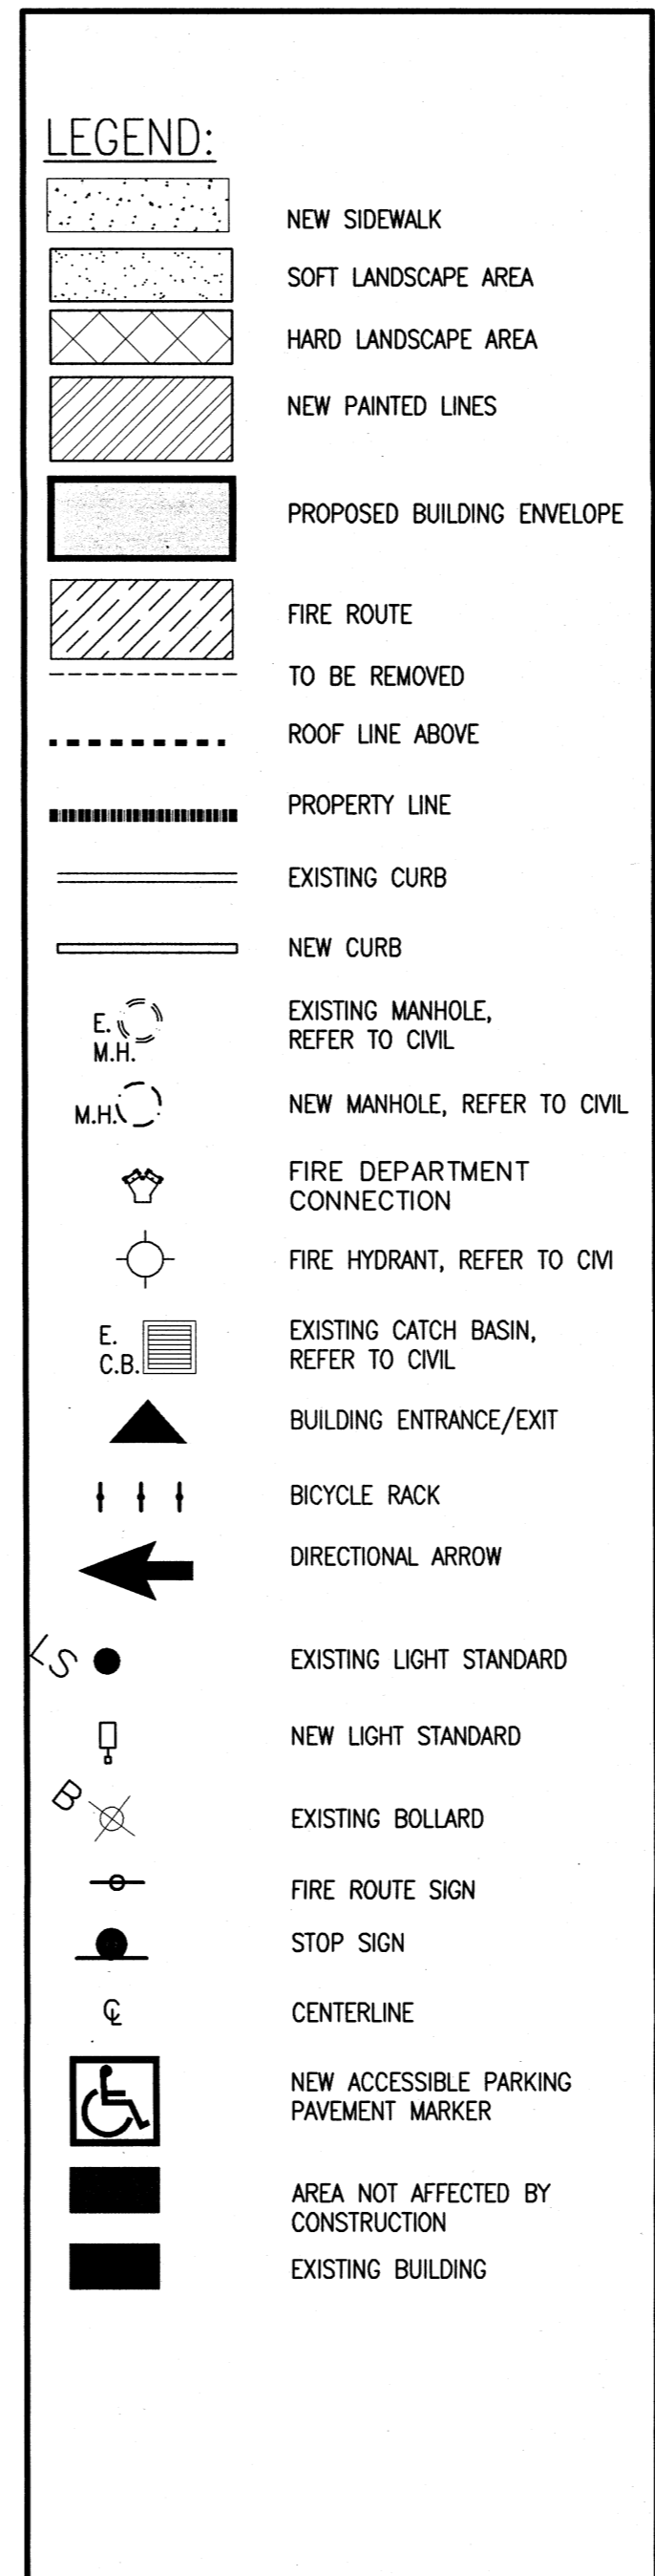 LEGEND:
NEW SIDEWALK
SOFT LANDSCAPE AREA
HARD LANDSCAPE AREA
NEW PAINTED LINES
PROPOSED BUILDING ENVELOPE
FIRE ROUTE
TO BE REMOVED
ROOF LINE ABOVE
PROPERTY LINE
EXISTING CURB
NEW CURB
E.
M.H.
EXISTING MANHOLE,
REFER TO CIVIL
M.H.
NEW MANHOLE, REFER TO CIVIL
FIRE DEPARTMENT
CONNECTION
FIRE HYDRANT, REFER TO CIVI
E.
C.B.
EXISTING CATCH BASIN,
REFER TO CIVIL
BUILDING ENTRANCE/EXIT
BICYCLE RACK
DIRECTIONAL ARROW
LS
EXISTING LIGHT STANDARD
NEW LIGHT STANDARD
B
EXISTING BOLLARD
FIRE ROUTE SIGN
STOP SIGN
℄
CENTERLINE
NEW ACCESSIBLE PARKING
PAVEMENT MARKER
AREA NOT AFFECTED BY
CONSTRUCTION
EXISTING BUILDING